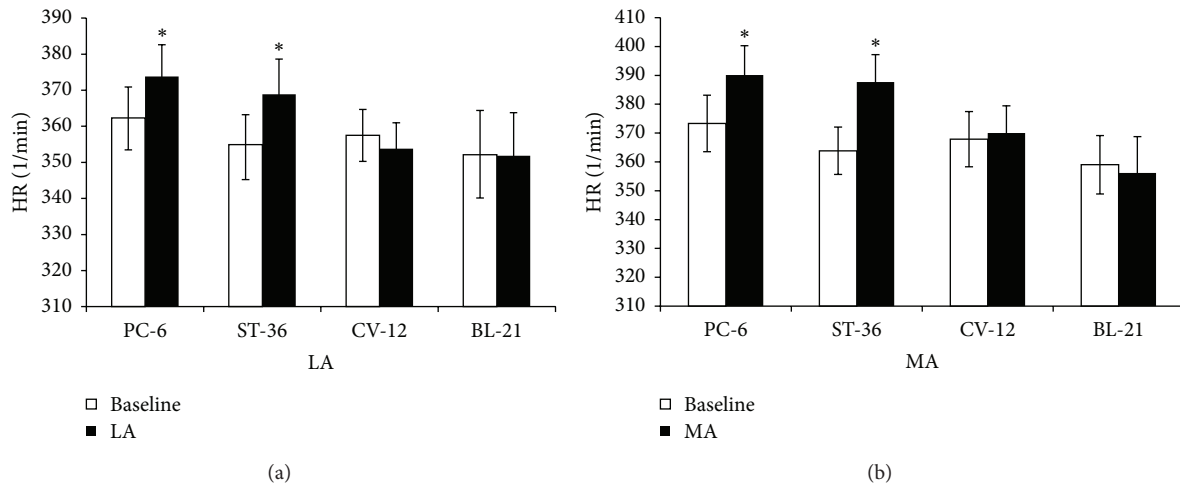 390
380
370
360
350
340
330
320
310
HR (1/min)
*
*
PC-6 ST-36 CV-12 BL-21
LA
Baseline
LA
(a)
410
400
390
380
370
360
350
340
330
320
310
HR (1/min)
*
*
PC-6 ST-36 CV-12 BL-21
MA
Baseline
MA
(b)